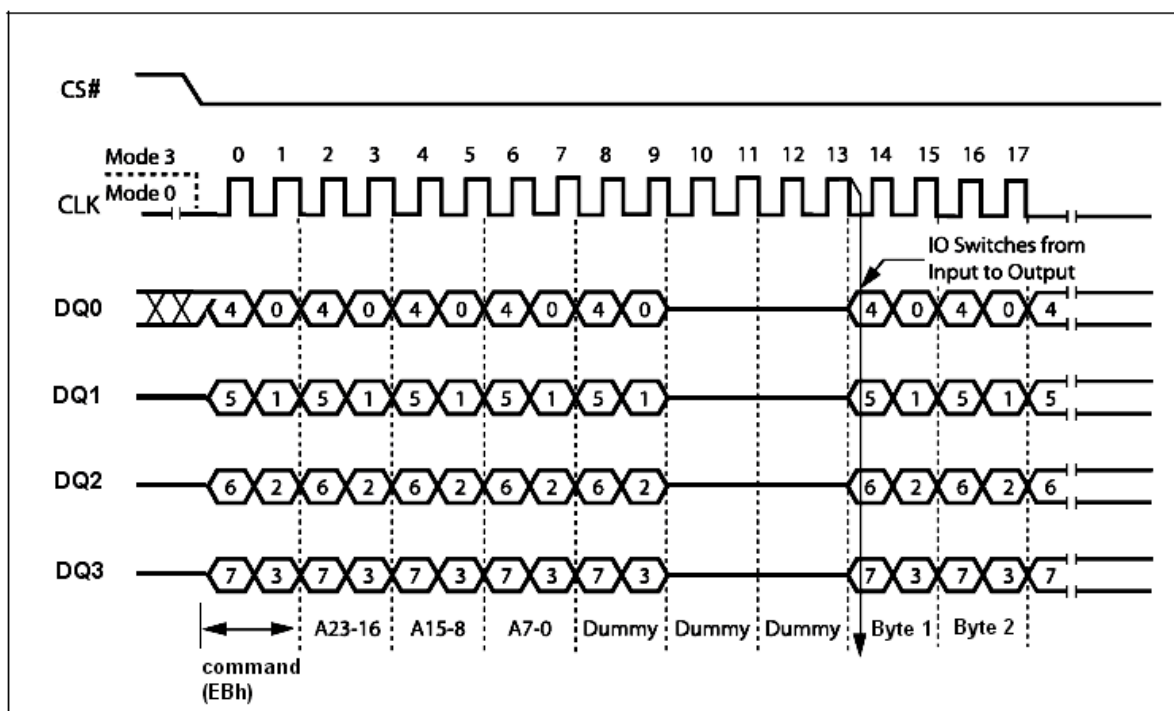 CS#
Mode 3
0 1 2 3 4 5 6 7 8 9 10 11 12 13 14 15 16 17
Mode 0
CLK
IO Switches from
Input to Output
DQ0 4 0 4 0 4 0 4 0 4 0 4 0 4 0 4
DQ1 5 1 5 1 5 1 5 1 5 1 5 1 5 1 5
DQ2 6 2 6 2 6 2 6 2 6 2 6 2 6 2 6
DQ3 7 3 7 3 7 3 7 3 7 3 7 3 7 3 7
A23-16 A15-8 A7-0 Dummy Dummy Dummy Byte 1 Byte 2
command
(EBh)